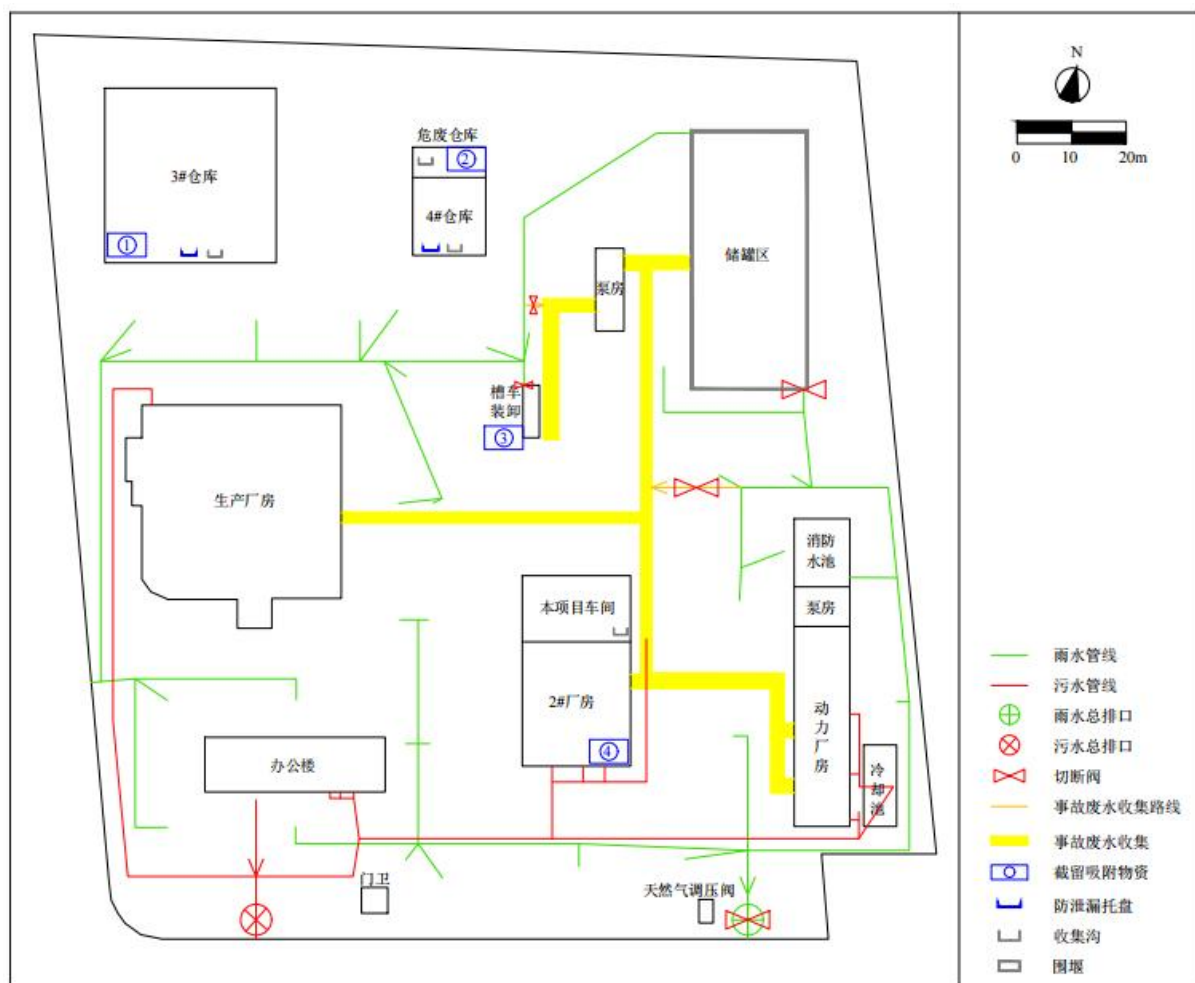 N
0 10 20m
危废仓库
②
3#仓库
4#仓库
①
储罐区
泵房
槽车
装卸
③
生产厂房
消防
水池
本项目车间
泵房
2#厂房
④
动
力
厂
房
办公楼
冷
却
池
门卫
天然气调压阀
雨水管线
污水管线
雨水总排口
污水总排口
切断阀
事故废水收集路线
事故废水收集
截留吸附物资
防泄漏托盘
收集沟
围堰